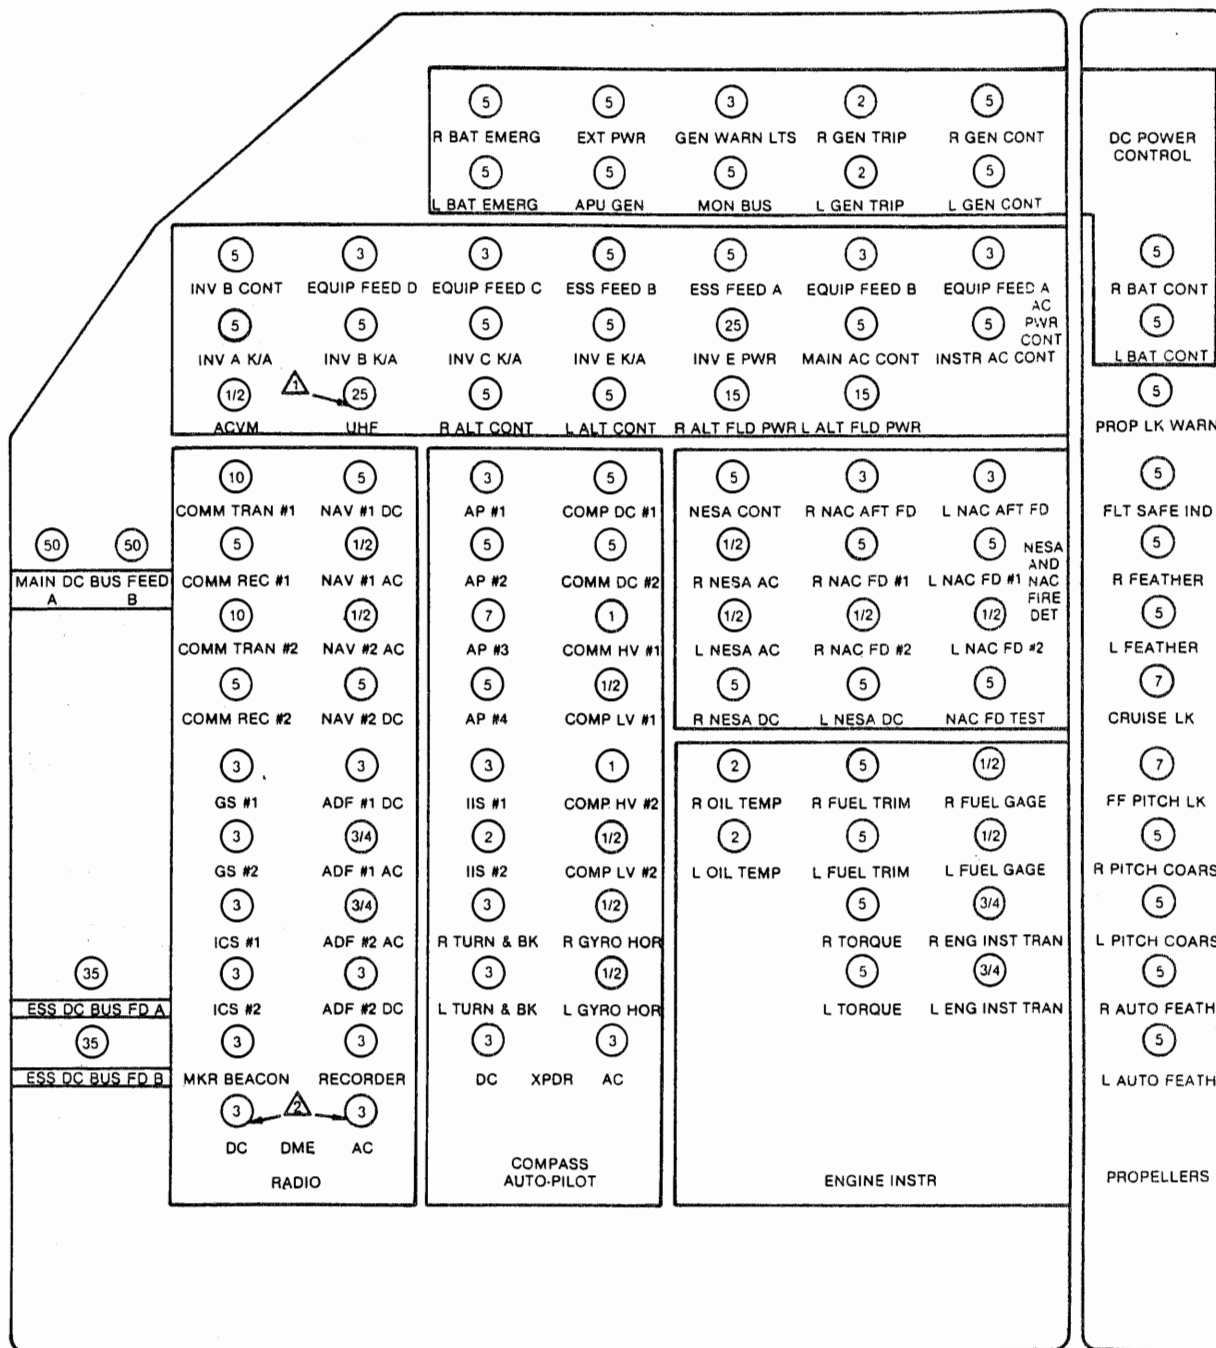 5 5 3 2 5
R BAT EMERG EXT PWR GEN WARN LTS R GEN TRIP R GEN CONT
5 5 5 2 5
L BAT EMERG APU GEN MON BUS L GEN TRIP L GEN CONT
DC POWER
CONTROL
5 3 3 5 5 3 3
INV B CONT EQUIP FEED D EQUIP FEED C ESS FEED B ESS FEED A EQUIP FEED B EQUIP FEED A
5 5 5 5 25 5 5
AC
PWR
CONT
INV A K/A INV B K/A INV C K/A INV E K/A INV E PWR MAIN AC CONT INSTR AC CONT
1/2 1 25 5 5 15 15
ACVM UHF R ALT CONT L ALT CONT R ALT FLD PWR L ALT FLD PWR
50 50
MAIN DC BUS FEED
A B
35
ESS DC BUS FD A
35
ESS DC BUS FD B
10 5
COMM TRAN #1 NAV #1 DC
5 1/2
COMM REC #1 NAV #1 AC
10 1/2
COMM TRAN #2 NAV #2 AC
5 5
COMM REC #2 NAV #2 DC
3 3
GS #1 ADF #1 DC
3 3/4
GS #2 ADF #1 AC
3 3/4
ICS #1 ADF #2 AC
3 3
ICS #2 ADF #2 DC
3 3
MKR BEACON RECORDER
3 2 3
DC DME AC
RADIO
3 5
AP #1 COMP DC #1
5 5
AP #2 COMM DC #2
7 1
AP #3 COMM HV #1
5 1/2
AP #4 COMP LV #1
3 1
IIS #1 COMP HV #2
2 1/2
IIS #2 COMP LV #2
3 1/2
R TURN & BK R GYRO HOR
3 1/2
L TURN & BK L GYRO HOR
3 3
DC XPDR AC
COMPASS
AUTO-PILOT
5 3 3
NESA CONT R NAC AFT FD L NAC AFT FD
1/2 5 5
R NESA AC R NAC FD #1 L NAC FD #1
NESA
AND
NAC
FIRE
DET
1/2 1/2 1/2
L NESA AC R NAC FD #2 L NAC FD #2
5 5 5
R NESA DC L NESA DC NAC FD TEST
2 5 1/2
R OIL TEMP R FUEL TRIM R FUEL GAGE
2 5 1/2
L OIL TEMP L FUEL TRIM L FUEL GAGE
5 3/4
R TORQUE R ENG INST TRAN
5 3/4
L TORQUE L ENG INST TRAN
ENGINE INSTR
5
R BAT CONT
5
L BAT CONT
5
PROP LK WARN
5
FLT SAFE IND
5
R FEATHER
5
L FEATHER
7
CRUISE LK
7
FF PITCH LK
5
R PITCH COARS
5
L PITCH COARS
5
R AUTO FEATH
5
L AUTO FEATH
PROPELLERS